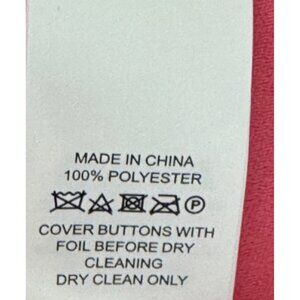 MADE IN CHINA
100% POLYESTER
P
COVER BUTTONS WITH
FOIL BEFORE DRY
CLEANING
DRY CLEAN ONLY